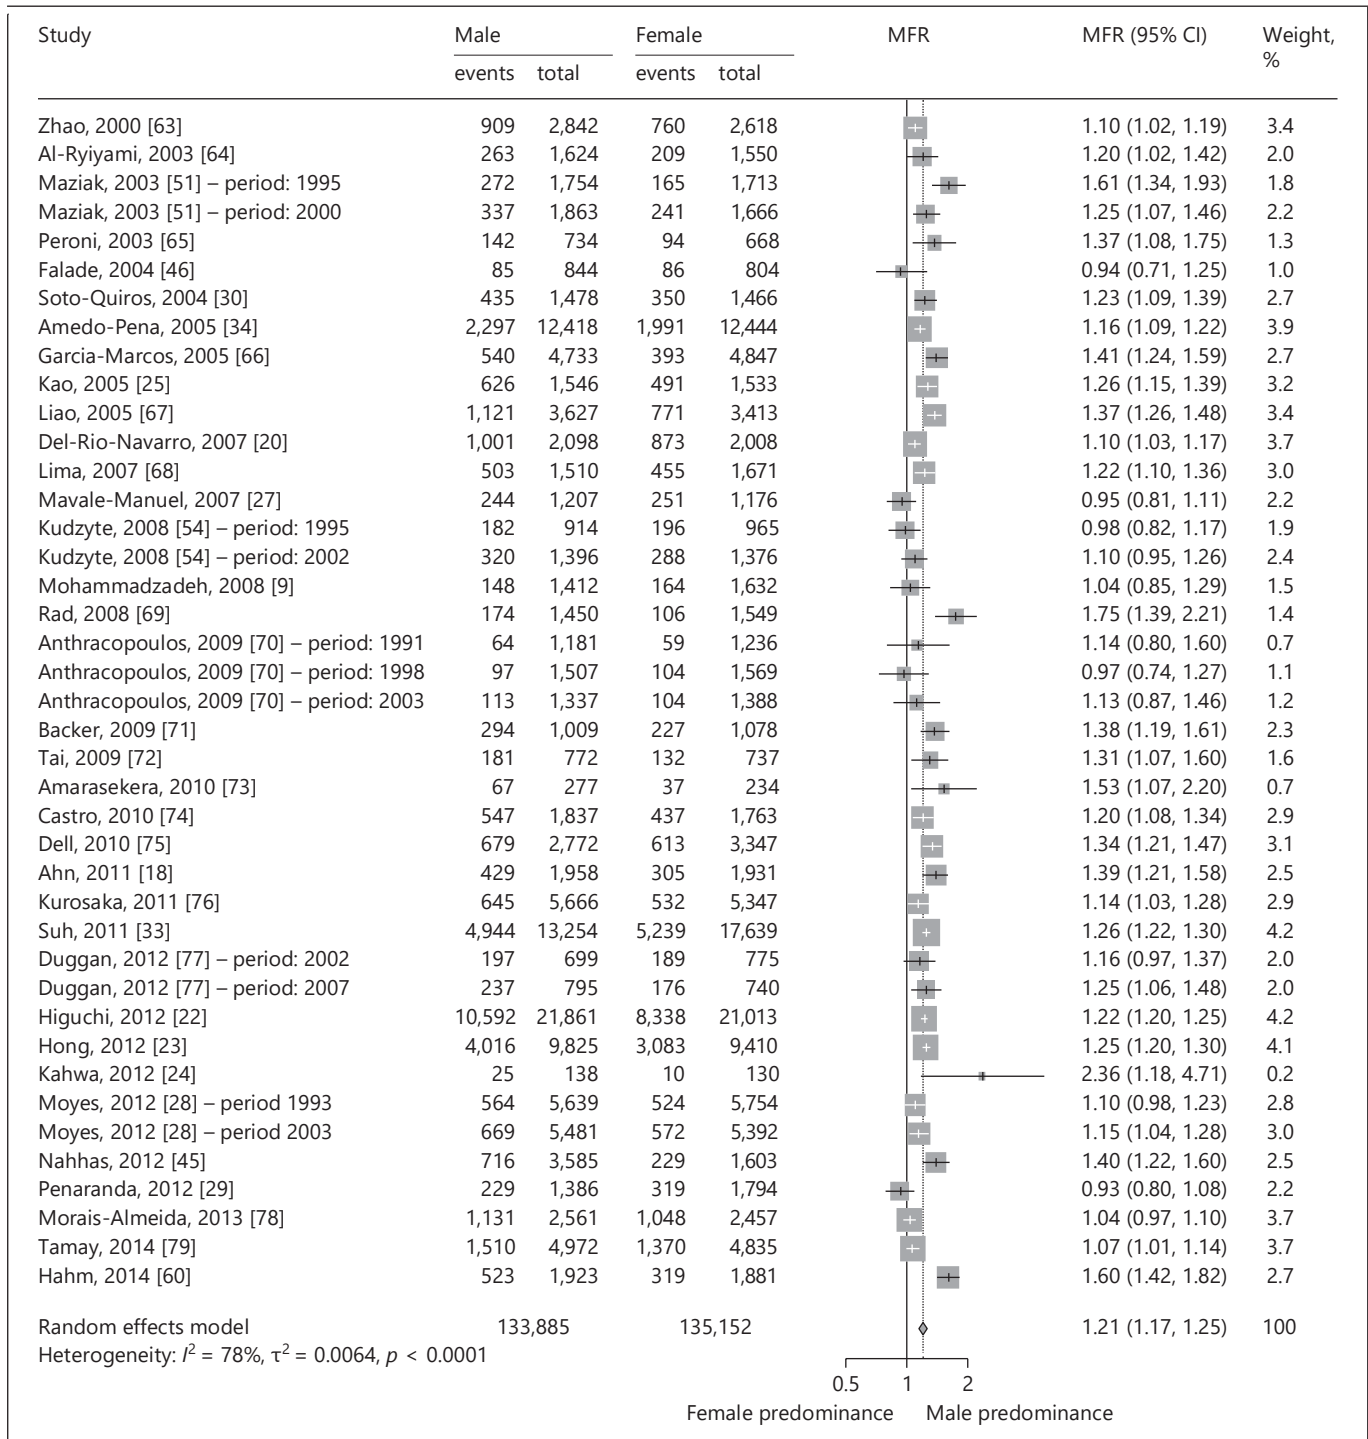 Study Male Female MFR MFR (95% CI) Weight, %
events total events total
Zhao, 2000 [63] 909 2,842 760 2,618 1.10 (1.02, 1.19) 3.4
Al-Ryiyami, 2003 [64] 263 1,624 209 1,550 1.20 (1.02, 1.42) 2.0
Maziak, 2003 [51] – period: 1995 272 1,754 165 1,713 1.61 (1.34, 1.93) 1.8
Maziak, 2003 [51] – period: 2000 337 1,863 241 1,666 1.25 (1.07, 1.46) 2.2
Peroni, 2003 [65] 142 734 94 668 1.37 (1.08, 1.75) 1.3
Falade, 2004 [46] 85 844 86 804 0.94 (0.71, 1.25) 1.0
Soto-Quiros, 2004 [30] 435 1,478 350 1,466 1.23 (1.09, 1.39) 2.7
Amedo-Pena, 2005 [34] 2,297 12,418 1,991 12,444 1.16 (1.09, 1.22) 3.9
Garcia-Marcos, 2005 [66] 540 4,733 393 4,847 1.41 (1.24, 1.59) 2.7
Kao, 2005 [25] 626 1,546 491 1,533 1.26 (1.15, 1.39) 3.2
Liao, 2005 [67] 1,121 3,627 771 3,413 1.37 (1.26, 1.48) 3.4
Del-Rio-Navarro, 2007 [20] 1,001 2,098 873 2,008 1.10 (1.03, 1.17) 3.7
Lima, 2007 [68] 503 1,510 455 1,671 1.22 (1.10, 1.36) 3.0
Mavale-Manuel, 2007 [27] 244 1,207 251 1,176 0.95 (0.81, 1.11) 2.2
Kudzyte, 2008 [54] – period: 1995 182 914 196 965 0.98 (0.82, 1.17) 1.9
Kudzyte, 2008 [54] – period: 2002 320 1,396 288 1,376 1.10 (0.95, 1.26) 2.4
Mohammadzadeh, 2008 [9] 148 1,412 164 1,632 1.04 (0.85, 1.29) 1.5
Rad, 2008 [69] 174 1,450 106 1,549 1.75 (1.39, 2.21) 1.4
Anthracopoulos, 2009 [70] – period: 1991 64 1,181 59 1,236 1.14 (0.80, 1.60) 0.7
Anthracopoulos, 2009 [70] – period: 1998 97 1,507 104 1,569 0.97 (0.74, 1.27) 1.1
Anthracopoulos, 2009 [70] – period: 2003 113 1,337 104 1,388 1.13 (0.87, 1.46) 1.2
Backer, 2009 [71] 294 1,009 227 1,078 1.38 (1.19, 1.61) 2.3
Tai, 2009 [72] 181 772 132 737 1.31 (1.07, 1.60) 1.6
Amarasekera, 2010 [73] 67 277 37 234 1.53 (1.07, 2.20) 0.7
Castro, 2010 [74] 547 1,837 437 1,763 1.20 (1.08, 1.34) 2.9
Dell, 2010 [75] 679 2,772 613 3,347 1.34 (1.21, 1.47) 3.1
Ahn, 2011 [18] 429 1,958 305 1,931 1.39 (1.21, 1.58) 2.5
Kurosaka, 2011 [76] 645 5,666 532 5,347 1.14 (1.03, 1.28) 2.9
Suh, 2011 [33] 4,944 13,254 5,239 17,639 1.26 (1.22, 1.30) 4.2
Duggan, 2012 [77] – period: 2002 197 699 189 775 1.16 (0.97, 1.37) 2.0
Duggan, 2012 [77] – period: 2007 237 795 176 740 1.25 (1.06, 1.48) 2.0
Higuchi, 2012 [22] 10,592 21,861 8,338 21,013 1.22 (1.20, 1.25) 4.2
Hong, 2012 [23] 4,016 9,825 3,083 9,410 1.25 (1.20, 1.30) 4.1
Kahwa, 2012 [24] 25 138 10 130 2.36 (1.18, 4.71) 0.2
Moyes, 2012 [28] – period 1993 564 5,639 524 5,754 1.10 (0.98, 1.23) 2.8
Moyes, 2012 [28] – period 2003 669 5,481 572 5,392 1.15 (1.04, 1.28) 3.0
Nahhas, 2012 [45] 716 3,585 229 1,603 1.40 (1.22, 1.60) 2.5
Penaranda, 2012 [29] 229 1,386 319 1,794 0.93 (0.80, 1.08) 2.2
Morais-Almeida, 2013 [78] 1,131 2,561 1,048 2,457 1.04 (0.97, 1.10) 3.7
Tamay, 2014 [79] 1,510 4,972 1,370 4,835 1.07 (1.01, 1.14) 3.7
Hahm, 2014 [60] 523 1,923 319 1,881 1.60 (1.42, 1.82) 2.7
Random effects model 133,885 135,152 1.21 (1.17, 1.25) 100
Heterogeneity: I² = 78%, τ² = 0.0064, p < 0.0001
0.5 1 2
Female predominance Male predominance